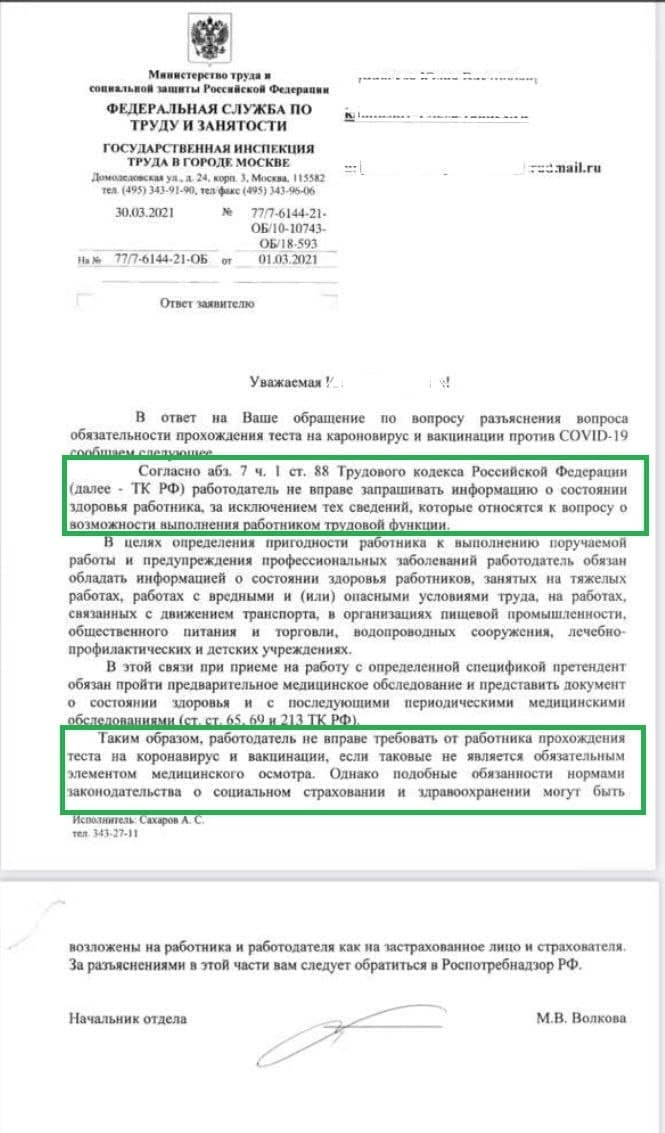 Министерство труда и
социальной защиты Российской Федерации
ФЕДЕРАЛЬНАЯ СЛУЖБА ПО
ТРУДУ И ЗАНЯТОСТИ
ГОСУДАРСТВЕННАЯ ИНСПЕКЦИЯ
ТРУДА В ГОРОДЕ МОСКВЕ
Домодедовская ул., д. 24, корп. 3, Москва, 115582
тел. (495) 343-91-90, тел/факс (495) 343-96-06
mail.ru
30.03.2021 № 77/7-6144-21-
ОБ/10-10743-
ОБ/18-593
На № 77/7-6144-21-ОБ от 01.03.2021
Ответ заявителю
Уважаемая !
В ответ на Ваше обращение по вопросу разъяснения вопроса
обязательности прохождения теста на кароновирус и вакцинации против COVID-19
сообщаем следующее.
Согласно абз. 7 ч. 1 ст. 88 Трудового кодекса Российской Федерации
(далее - ТК РФ) работодатель не вправе запрашивать информацию о состоянии
здоровья работника, за исключением тех сведений, которые относятся к вопросу о
возможности выполнения работником трудовой функции.
В целях определения пригодности работника к выполнению поручаемой
работы и предупреждения профессиональных заболеваний работодатель обязан
обладать информацией о состоянии здоровья работников, занятых на тяжелых
работах, работах с вредными и (или) опасными условиями труда, на работах,
связанных с движением транспорта, в организациях пищевой промышленности,
общественного питания и торговли, водопроводных сооружения, лечебно-
профилактических и детских учреждениях.
В этой связи при приеме на работу с определенной спецификой претендент
обязан пройти предварительное медицинское обследование и представить документ
о состоянии здоровья и с последующими периодическими медицинскими
обследованиями (ст. ст. 65, 69 и 213 ТК РФ).
Таким образом, работодатель не вправе требовать от работника прохождения
теста на коронавирус и вакцинации, если таковые не является обязательным
элементом медицинского осмотра. Однако подобные обязанности нормами
законодательства о социальном страховании и здравоохранении могут быть
Исполнитель: Сахаров А. С.
тел. 343-27-11
возложены на работника и работодателя как на застрахованное лицо и страхователя.
За разъяснениями в этой части вам следует обратиться в Роспотребнадзор РФ.
Начальник отдела М.В. Волкова